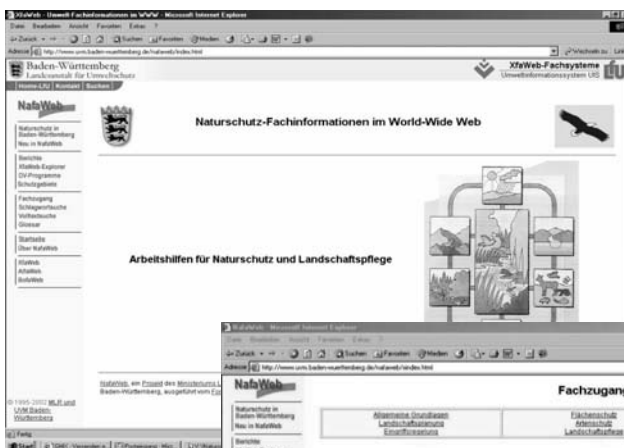 XfaWeb - Umwelt Fachinformationen im WWW - Microsoft Internet Explorer
Datei Bearbeiten Ansicht Favoriten Extras ?
Zurück Suchen Favoriten Medien
Adresse http://www.uvm.baden-wuerttemberg.de/nafaweb/index.html Wechseln zu
Baden-Württemberg
Landesanstalt für Umweltschutz
XfaWeb-Fachsysteme
Umweltinformationssystem UIS
LfU
Home-LfU Kontakt Suchen
NafaWeb
Naturschutz-Fachinformationen im World-Wide Web
Naturschutz in
Baden-Württemberg
Neu in NafaWeb
Berichte
XfaWeb-Explorer
DV-Programme
Schutzgebiete
Fachzugang
Schlagwortsuche
Volltextsuche
Glossar
Startseite
Über NafaWeb
XfaWeb
AlfaWeb
BofaWeb
Arbeitshilfen für Naturschutz und Landschaftspflege
NafaWeb, ein Projekt des Ministeriums
Baden-Württemberg, ausgeführt vom
© 1995-2002 MLR und
UVM Baden-
Württemberg
Fertig
Start
NafaWeb - Microsoft Internet Explorer
Datei Bearbeiten Ansicht Favoriten Extras ?
Zurück Suchen Favoriten Medien
Adresse http://www.uvm.baden-wuerttemberg.de/nafaweb/index.html
NafaWeb
Fachzugang
Naturschutz in
Baden-Württemberg
Neu in NafaWeb
Berichte
Allgemeine Grundlagen
Landschaftsplanung
Eingriffsregelung
Flächenschutz
Artenschutz
Landschaftspflege